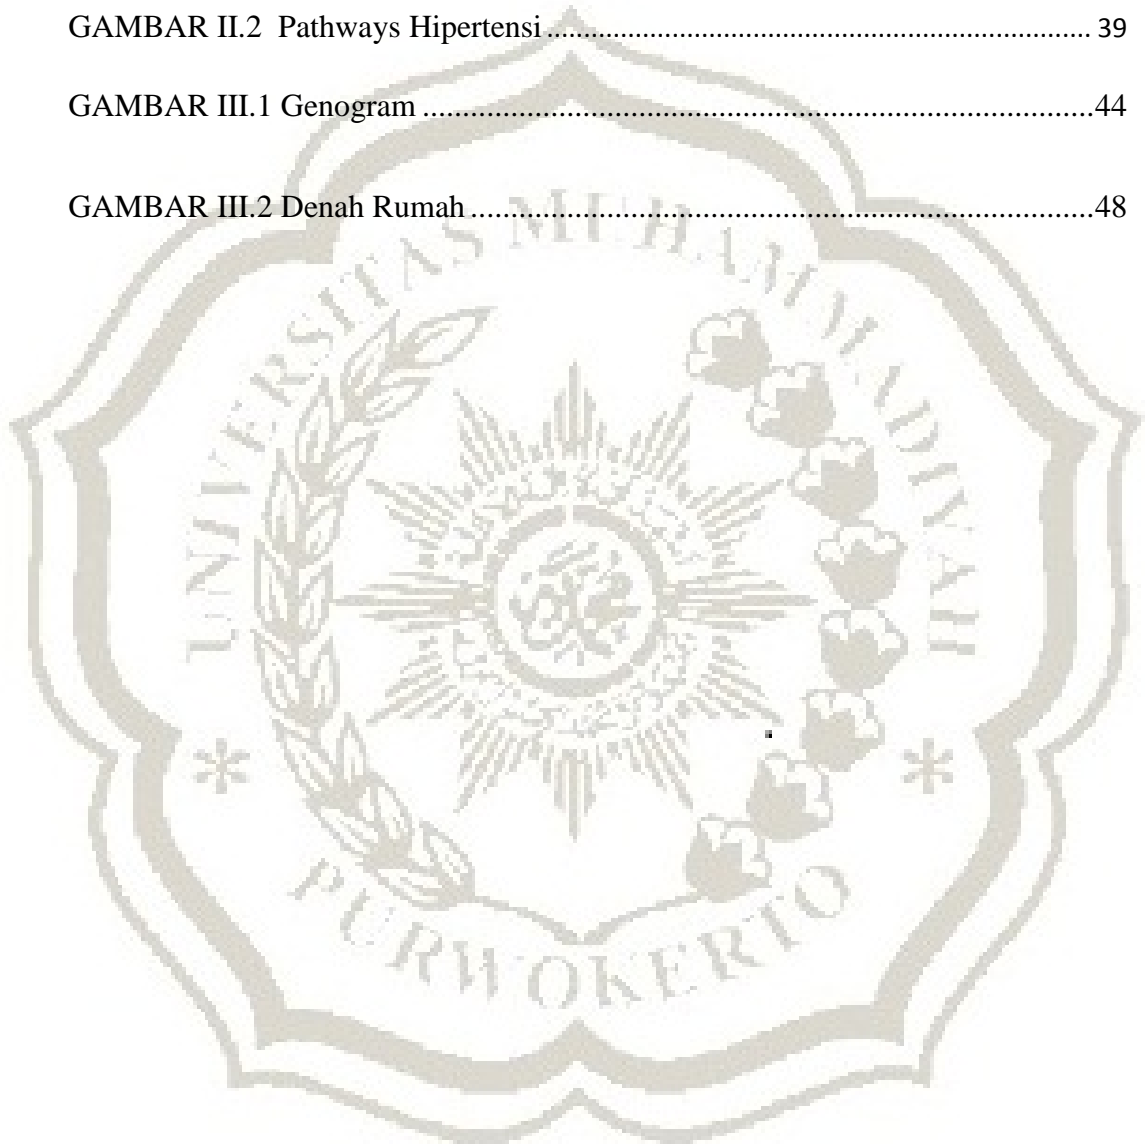 GAMBAR II.2  Pathways Hipertensi ........................................................................ 39
GAMBAR III.1 Genogram ....................................................................................44
GAMBAR III.2 Denah Rumah ..............................................................................48
UNIVERSITAS MUHAMMADIYAH
PURWOKERTO